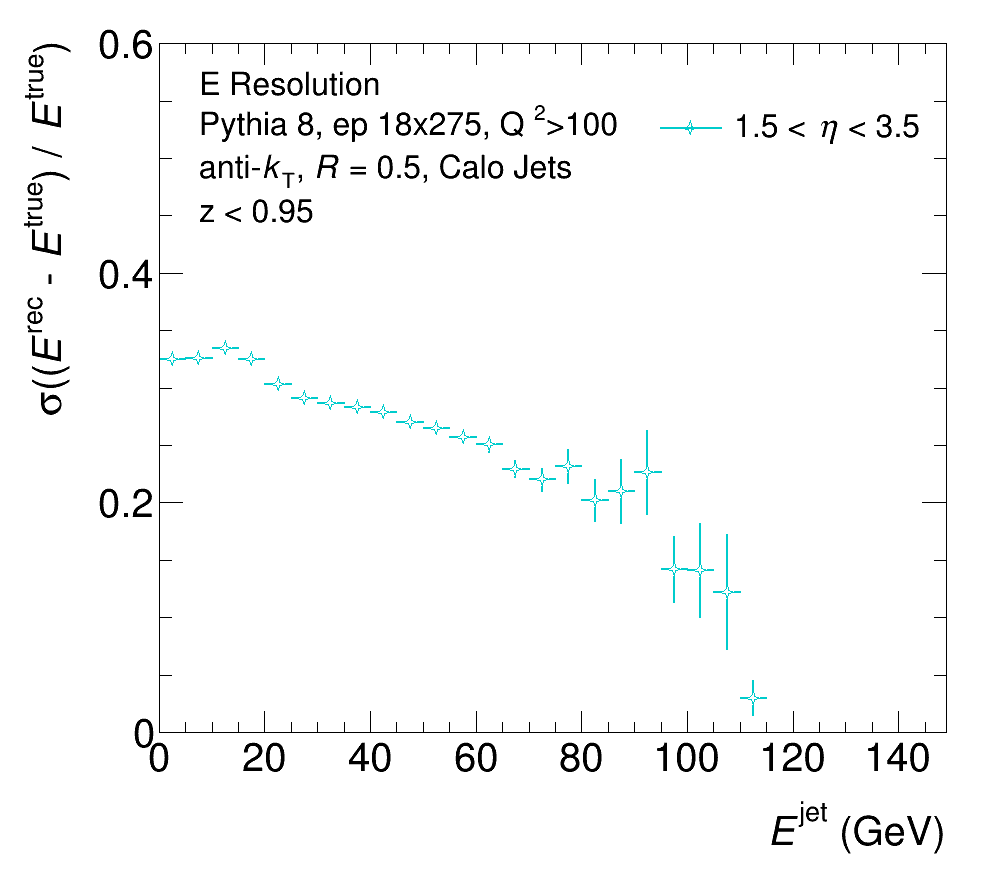 σ((E^rec - E^true) / E^true)
0.6
0.4
0.2
0
E Resolution
Pythia 8, ep 18x275, Q ²>100
anti-k_T, R = 0.5, Calo Jets
z < 0.95
1.5 < η < 3.5
0 20 40 60 80 100 120 140
E^jet (GeV)